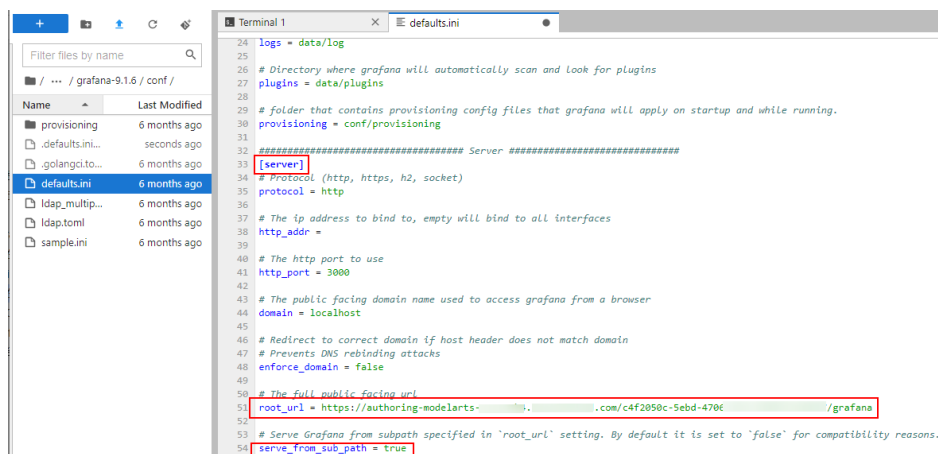 +
Terminal 1
defaults.ini
Filter files by name
/ ··· / grafana-9.1.6 / conf /
Name Last Modified
provisioning 6 months ago
.defaults.ini... seconds ago
.golangci.to... 6 months ago
defaults.ini 6 months ago
ldap_multip... 6 months ago
ldap.toml 6 months ago
sample.ini 6 months ago
24 logs = data/log
25
26 # Directory where grafana will automatically scan and look for plugins
27 plugins = data/plugins
28
29 # folder that contains provisioning config files that grafana will apply on startup and while running.
30 provisioning = conf/provisioning
31
32 #################################### Server ##############################
33 [server]
34 # Protocol (http, https, h2, socket)
35 protocol = http
36
37 # The ip address to bind to, empty will bind to all interfaces
38 http_addr =
39
40 # The http port to use
41 http_port = 3000
42
43 # The public facing domain name used to access grafana from a browser
44 domain = localhost
45
46 # Redirect to correct domain if host header does not match domain
47 # Prevents DNS rebinding attacks
48 enforce_domain = false
49
50 # The full public facing url
51 root_url = https://authoring-modelarts- .com/c4f2050c-5ebd-4706 /grafana
52
53 # Serve Grafana from subpath specified in `root_url` setting. By default it is set to `false` for compatibility reasons.
54 serve_from_sub_path = true